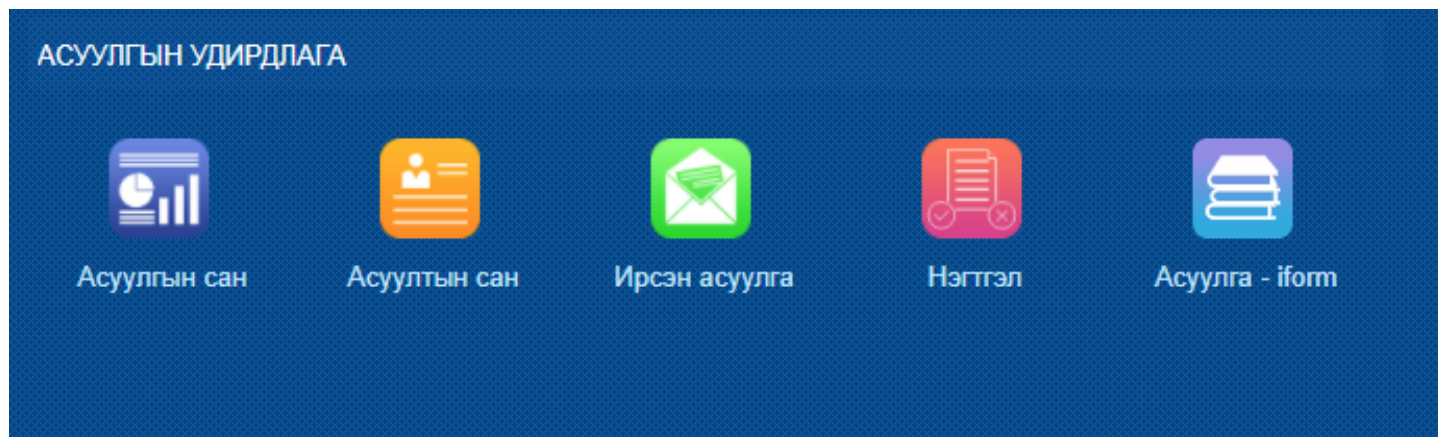 АСУУЛГЫН УДИРДЛАГА
Асуулгын сан
Асуултын сан
Ирсэн асуулга
Нэгтгэл
Асуулга - iform